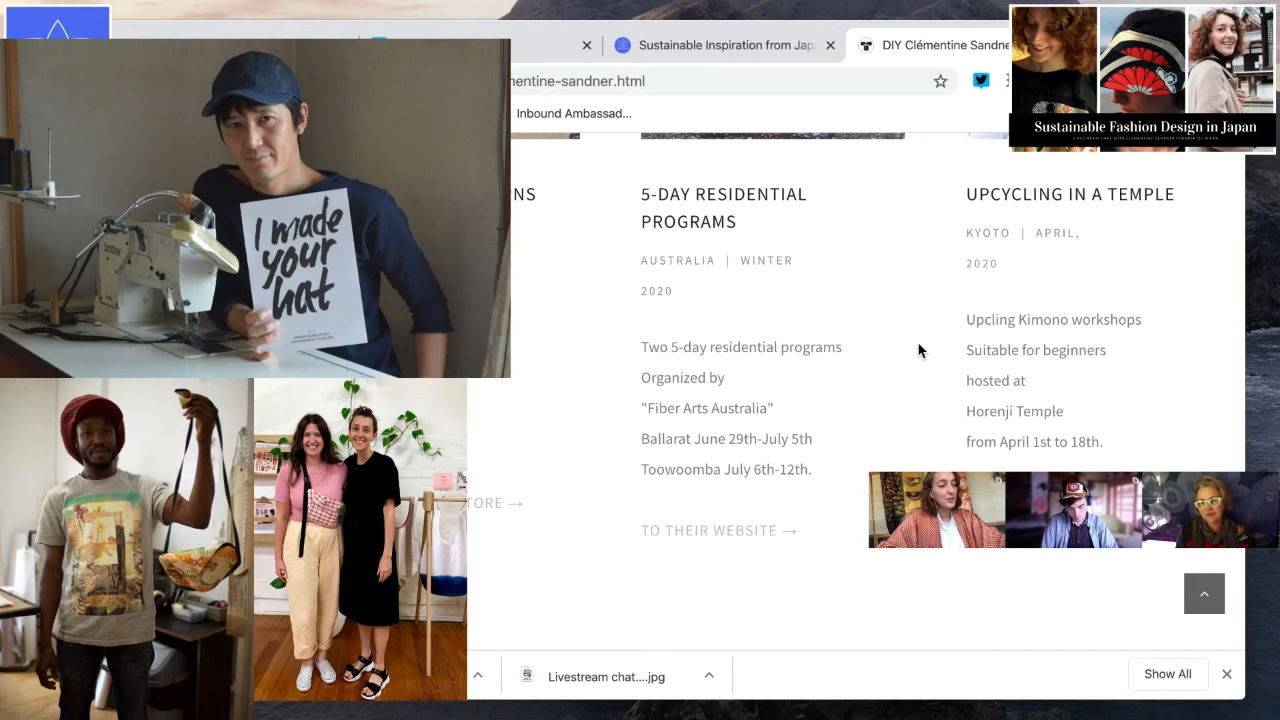 Sustainable Inspiration from Jap
DIY Clémentine Sandne
mentine-sandner.html
Inbound Ambassad...
Sustainable Fashion Design in Japan
brother
I made
your
hat
NS
5-DAY RESIDENTIAL
PROGRAMS
AUSTRALIA | WINTER
2020
Two 5-day residential programs
Organized by
"Fiber Arts Australia"
Ballarat June 29th-July 5th
Toowoomba July 6th-12th.
TO THEIR WEBSITE →
UPCYCLING IN A TEMPLE
KYOTO | APRIL,
2020
Upcling Kimono workshops
Suitable for beginners
hosted at
Horenji Temple
from April 1st to 18th.
TORE →
Livestream chat....jpg
Show All